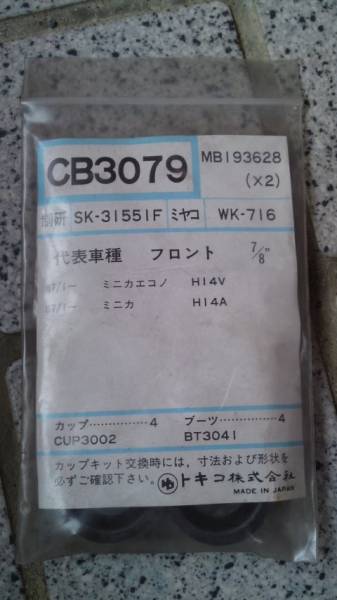 CB3079 MB193628
(×2)
制研 SK-31551F ミヤコ WK-716
代表車種 フロント 7/8"
87/1〜 ミニカエコノ H14V
87/1〜 ミニカ H14A
カップ……………4 ブーツ……………4
CUP3002 BT3041
カップキット交換時には,寸法および形状を
必ずご確認下さい。 トキコ株式会社
MADE IN JAPAN